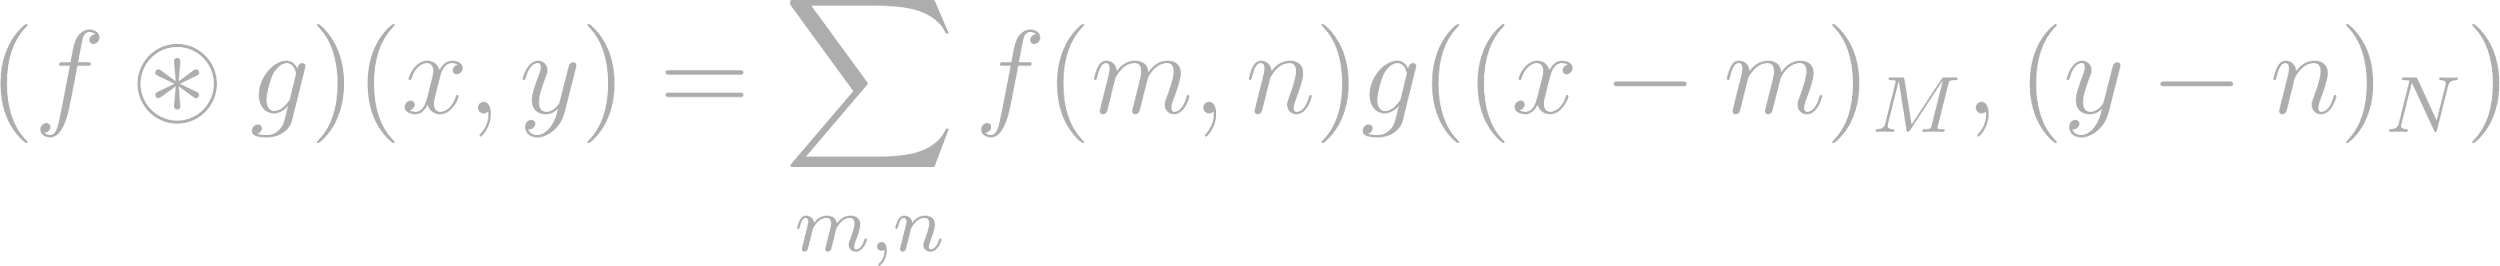 (f ⊛ g)(x, y) = ∑_{m,n} f(m, n)g((x − m)_M, (y − n)_N)